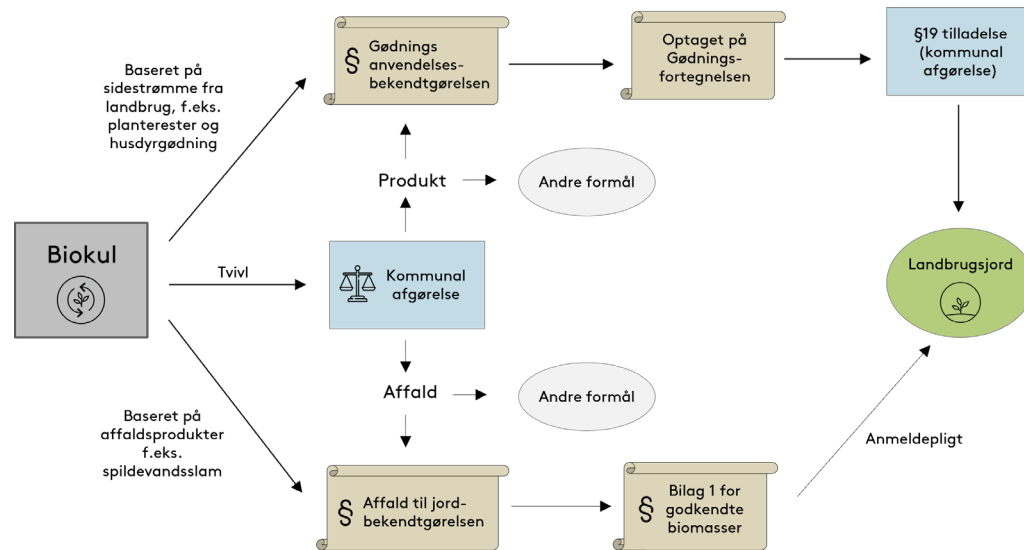 Baseret på
sidestrømme fra
landbrug, f.eks.
planterester og
husdyrgødning
§
Gødnings
anvendelses-
bekendtgørelsen
Optaget på
Gødnings-
fortegnelsen
§19 tilladelse
(kommunal
afgørelse)
Produkt
Andre formål
Biokul
Tvivl
Kommunal
afgørelse
Landbrugsjord
Affald
Andre formål
Baseret på
affaldsprodukter
f.eks.
spildevandsslam
§
Affald til jord-
bekendtgørelsen
§
Bilag 1 for
godkendte
biomasser
Anmeldepligt